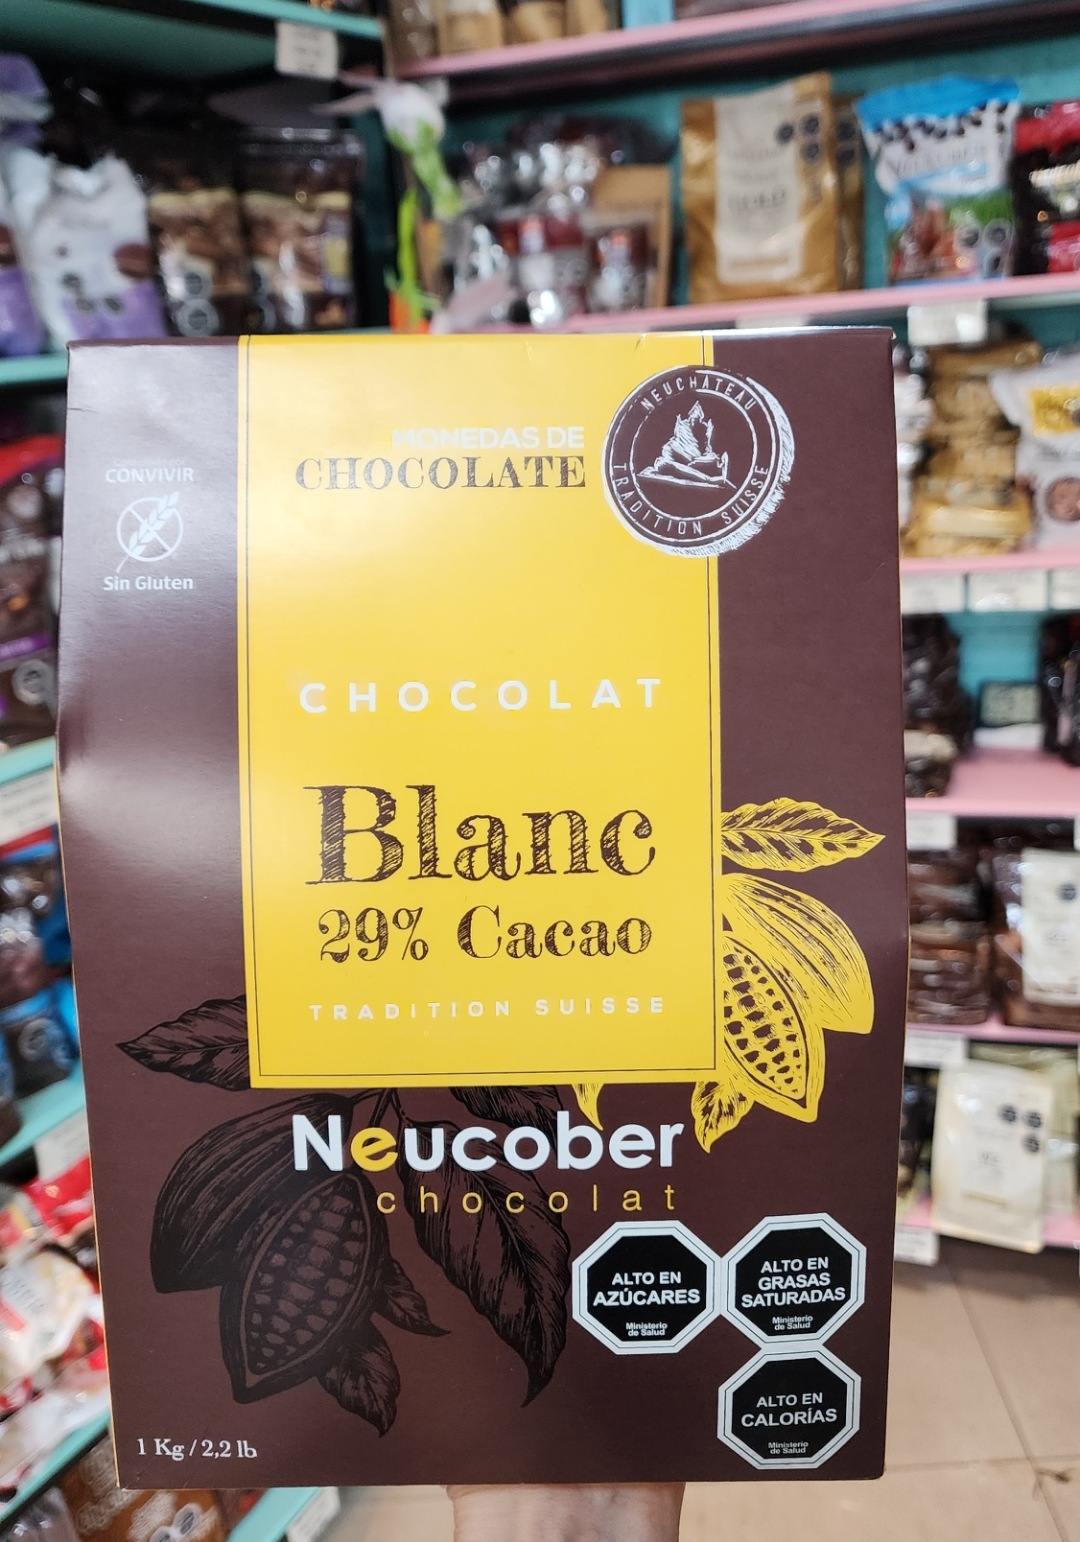 MONEDAS DE
CHOCOLATE
NEUCHÂTEAU
TRADITION SUISSE
CONVIVIR
Sin Gluten
CHOCOLAT
Blanc
29% Cacao
TRADITION SUISSE
Neucober
chocolat
ALTO EN
AZÚCARES
Ministerio
de Salud
ALTO EN
GRASAS
SATURADAS
Ministerio
de Salud
ALTO EN
CALORÍAS
Ministerio
de Salud
1 Kg / 2,2 lb